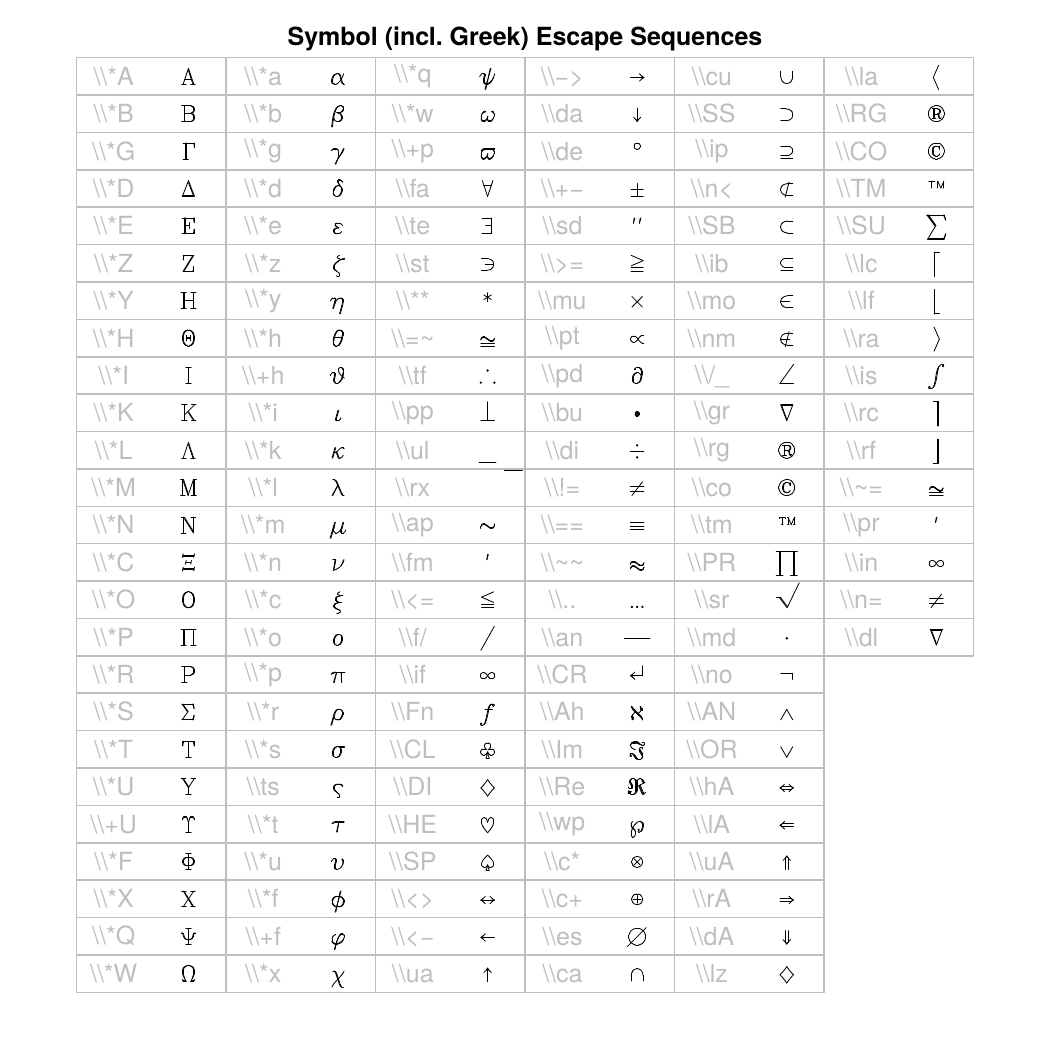 Symbol (incl. Greek) Escape Sequences
\\*A Α \\*a α \\*q ψ \\−> → \\cu ∪ \\la 〈
\\*B Β \\*b β \\*w ω \\da ↓ \\SS ⊃ \\RG ®
\\*G Γ \\*g γ \\+p ϖ \\de ° \\ip ⊇ \\CO ©
\\*D Δ \\*d δ \\fa ∀ \\+− ± \\n< ⊄ \\TM ™
\\*E Ε \\*e ε \\te ∃ \\sd ″ \\SB ⊂ \\SU ∑
\\*Z Ζ \\*z ζ \\st ∋ \\>= ≧ \\ib ⊆ \\lc ⌈
\\*Y Η \\*y η \\** * \\mu × \\mo ∈ \\lf ⌊
\\*H Θ \\*h θ \\=~ ≅ \\pt ∝ \\nm ∉ \\ra 〉
\\*I Ι \\+h ϑ \\tf ∴ \\pd ∂ \\/_ ∠ \\is ∫
\\*K Κ \\*i ι \\pp ⊥ \\bu • \\gr ∇ \\rc ⌉
\\*L Λ \\*k κ \\ul _ \\di ÷ \\rg ® \\rf ⌋
\\*M Μ \\*l λ \\rx ‾ \\!= ≠ \\co © \\~= ≅
\\*N Ν \\*m μ \\ap ∼ \\== ≡ \\tm ™ \\pr ′
\\*C Ξ \\*n ν \\fm ′ \\~~ ≈ \\PR ∏ \\in ∞
\\*O Ο \\*c ξ \\<= ≦ \\.. ... \\sr √ \\n= ≠
\\*P Π \\*o ο \\f/ ∕ \\an — \\md · \\dl ∇
\\*R Ρ \\*p π \\if ∞ \\CR ↵ \\no ¬
\\*S Σ \\*r ρ \\Fn ƒ \\Ah ℵ \\AN ∧
\\*T Τ \\*s σ \\CL ♧ \\Im ℑ \\OR ∨
\\*U Υ \\ts ς \\DI ♢ \\Re ℜ \\hA ⇔
\\+U ϒ \\*t τ \\HE ♡ \\wp ℘ \\lA ⇐
\\*F Φ \\*u υ \\SP ♤ \\c* ⊗ \\uA ⇑
\\*X Χ \\*f ϕ \\<> ↔ \\c+ ⊕ \\rA ⇒
\\*Q Ψ \\+f φ \\<− ← \\es ∅ \\dA ⇓
\\*W Ω \\*x χ \\ua ↑ \\ca ∩ \\lz ♢